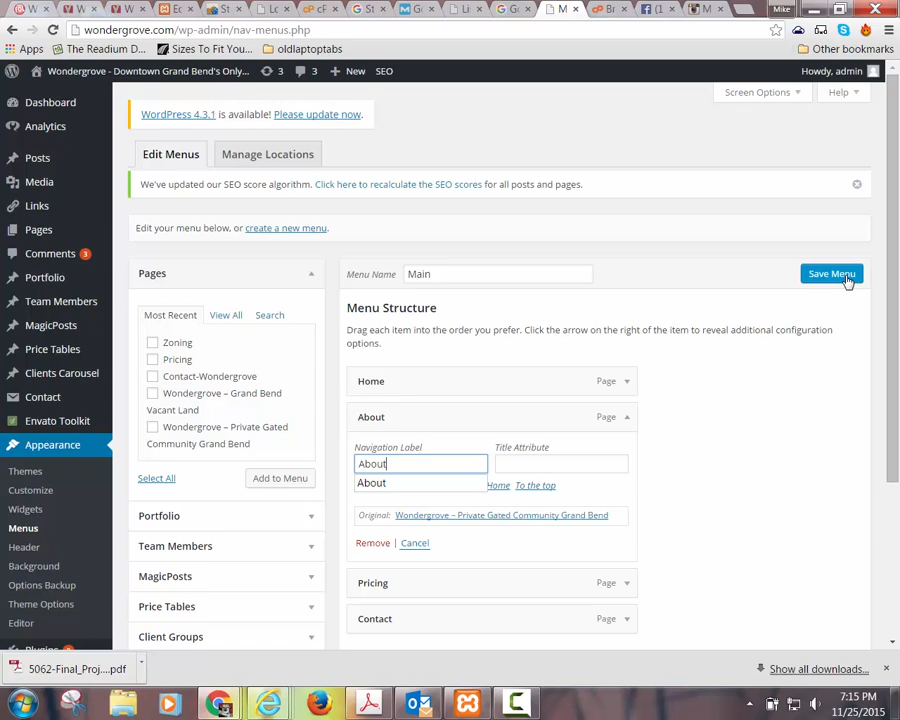 Mike
wondergrove.com/wp-admin/nav-menus.php
Apps The Readium D... Sizes To Fit You... oldlaptoptabs Other bookmarks
Wondergrove - Downtown Grand Bend's Only... 3 3 New SEO Howdy, admin
Screen Options Help
Dashboard
Analytics
Posts
Media
Links
Pages
Comments 3
Portfolio
Team Members
MagicPosts
Price Tables
Clients Carousel
Contact
Envato Toolkit
Appearance
Themes
Customize
Widgets
Menus
Header
Background
Options Backup
Theme Options
Editor
WordPress 4.3.1 is available! Please update now.
Edit Menus Manage Locations
We've updated our SEO score algorithm. Click here to recalculate the SEO scores for all posts and pages.
Edit your menu below, or create a new menu.
Pages
Most Recent View All Search
Zoning
Pricing
Contact-Wondergrove
Wondergrove – Grand Bend
Vacant Land
Wondergrove – Private Gated
Community Grand Bend
Select All Add to Menu
Portfolio
Team Members
MagicPosts
Price Tables
Client Groups
Menu Name Main Save Menu
Menu Structure
Drag each item into the order you prefer. Click the arrow on the right of the item to reveal additional configuration
options.
Home Page
About Page
Navigation Label Title Attribute
About
About
Home To the top
Original: Wondergrove – Private Gated Community Grand Bend
Remove | Cancel
Pricing Page
Contact Page
5062-Final_Proj....pdf Show all downloads...
7:15 PM
11/25/2015